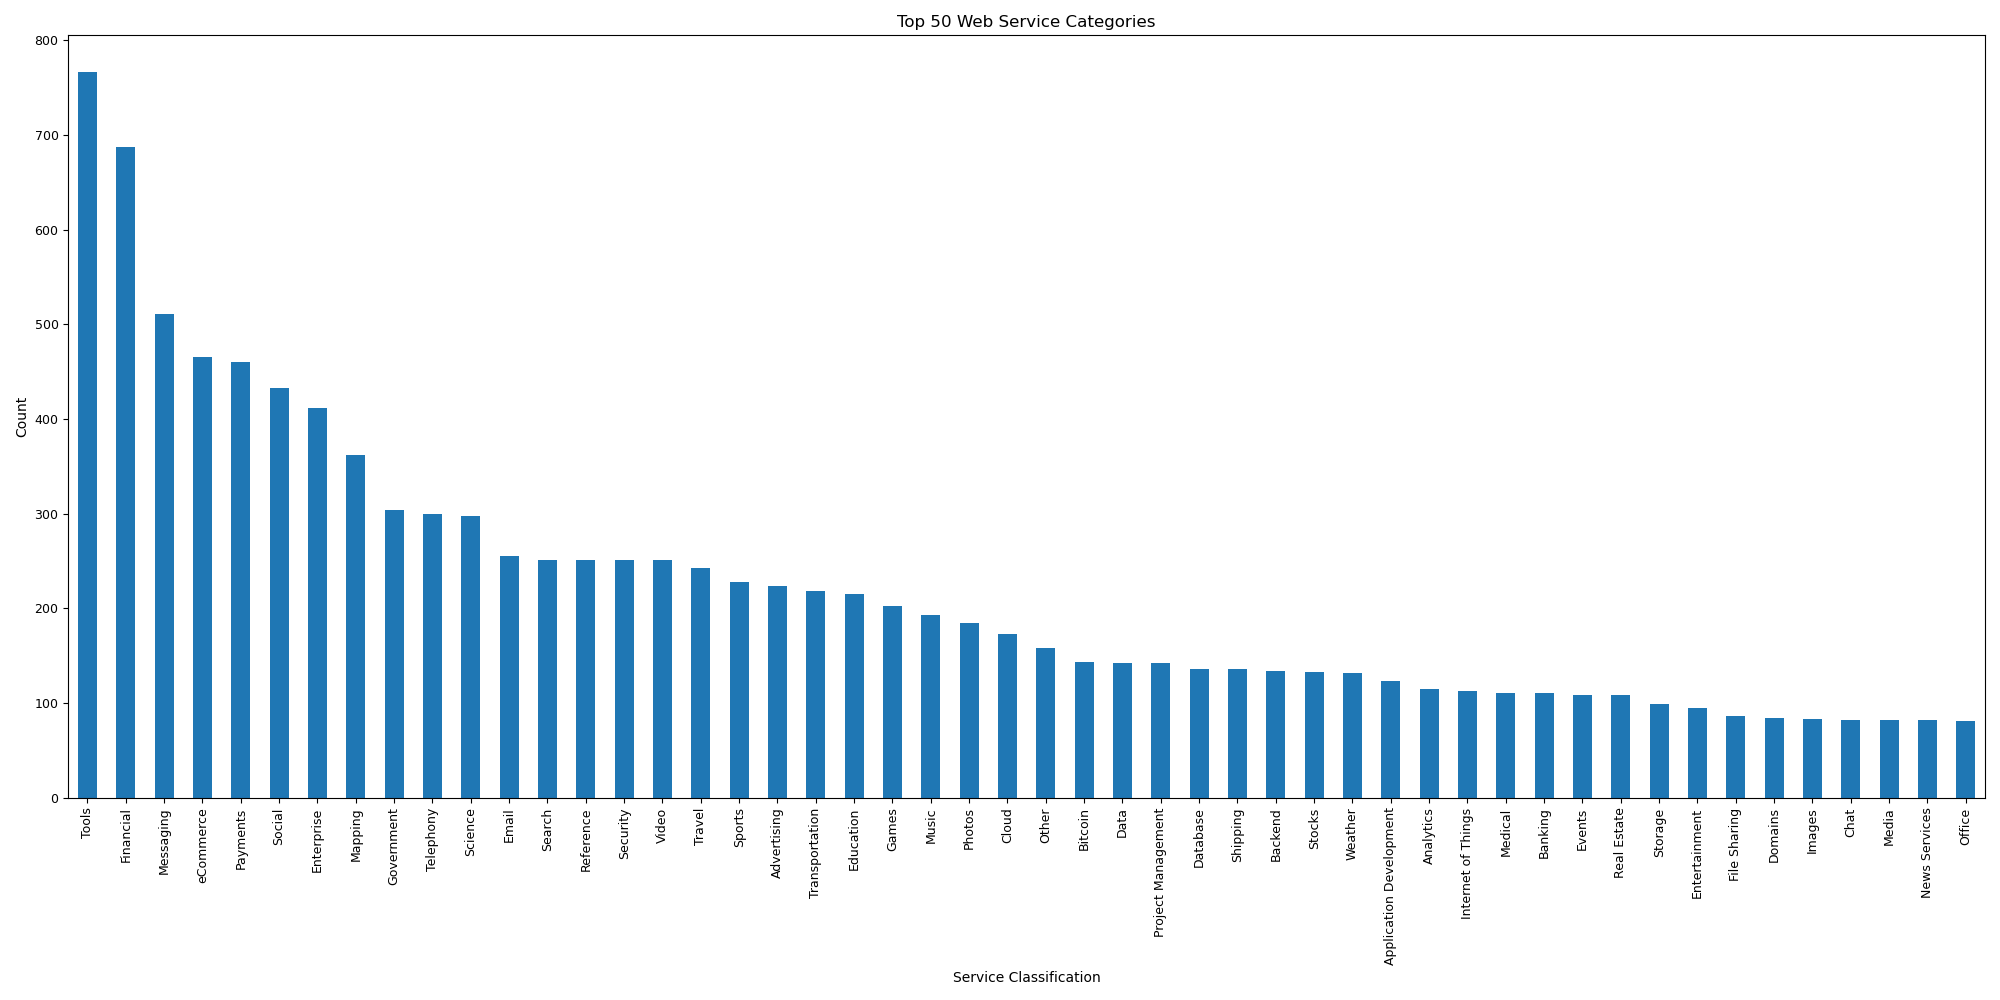 Top 50 Web Service Categories
Count
800
700
600
500
400
300
200
100
0
Tools
Financial
Messaging
eCommerce
Payments
Social
Enterprise
Mapping
Government
Telephony
Science
Email
Search
Reference
Security
Video
Travel
Sports
Advertising
Transportation
Education
Games
Music
Photos
Cloud
Other
Bitcoin
Data
Project Management
Database
Shipping
Backend
Stocks
Weather
Application Development
Analytics
Internet of Things
Medical
Banking
Events
Real Estate
Storage
Entertainment
File Sharing
Domains
Images
Chat
Media
News Services
Office
Service Classification